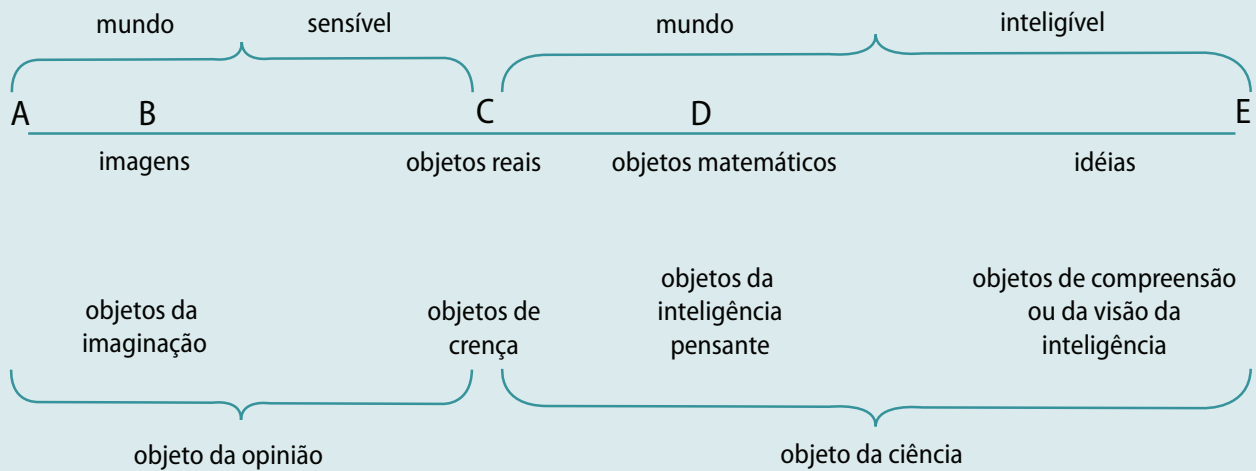 mundo sensível mundo inteligível
A B C D E
imagens objetos reais objetos matemáticos idéias
objetos da
imaginação
objetos de
crença
objetos da
inteligência
pensante
objetos de compreensão
ou da visão da
inteligência
objeto da opinião objeto da ciência